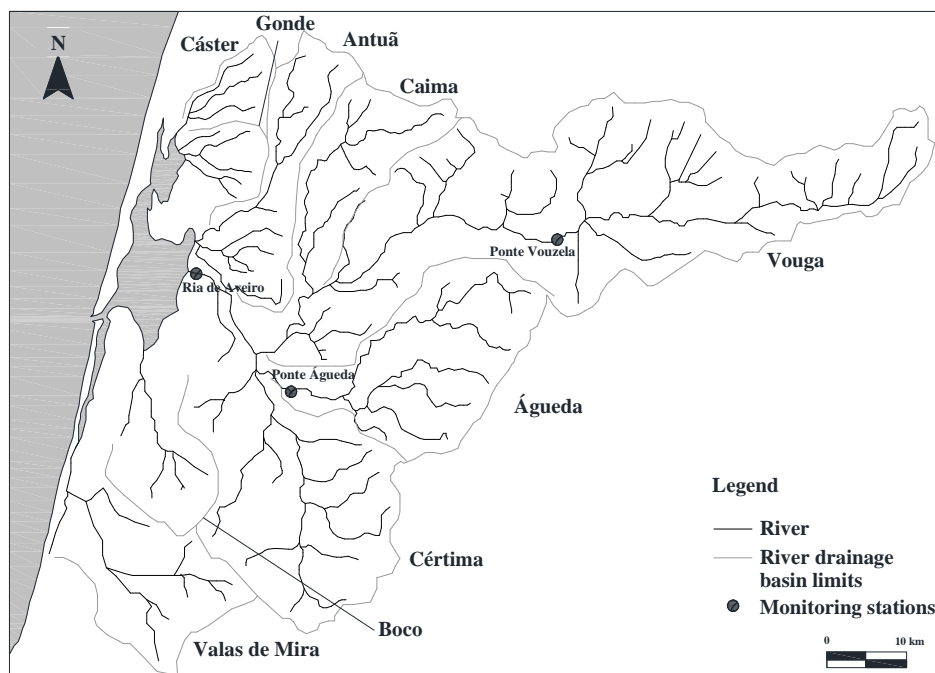 Gonde
Cáster
Antuã
N
Caima
Ponte Vouzela
Vouga
Ria de Aveiro
Ponte Águeda
Águeda
Legend
River
River drainage
basin limits
Monitoring stations
Cértima
Boco
Valas de Mira
0 10 km